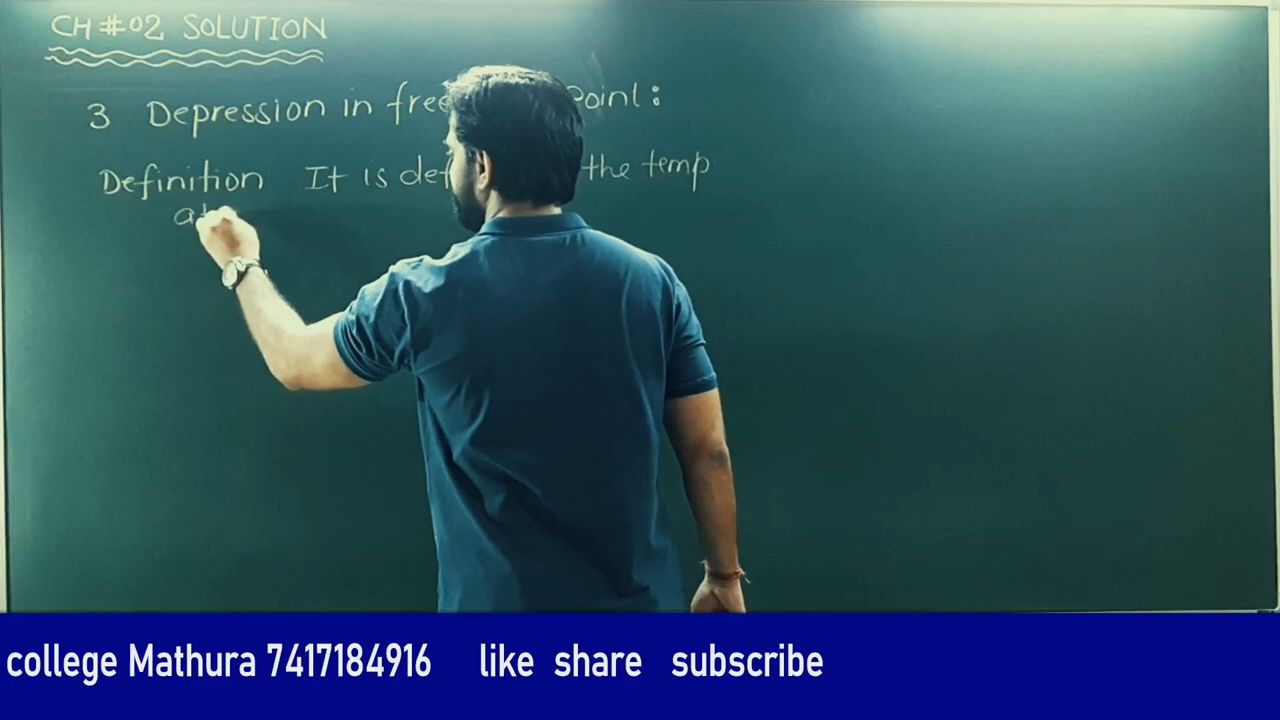 CH #02 SOLUTION
3 Depression in free Point:
Definition It is def the temp
at
college Mathura 7417184916 like share subscribe